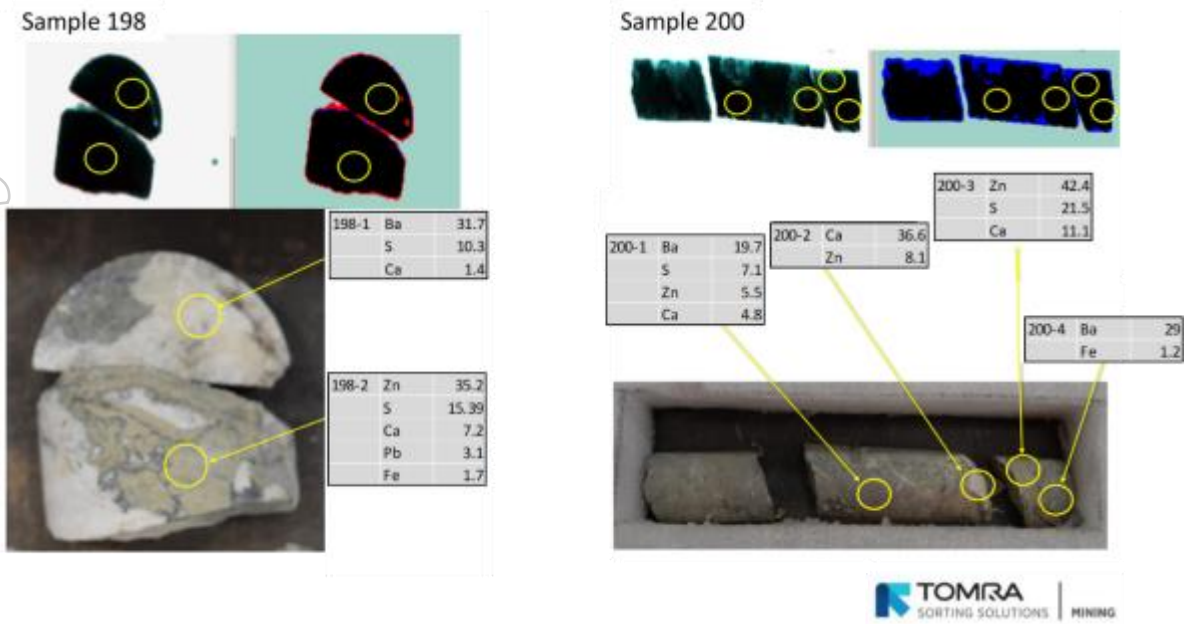 Sample 198
198-1 Ba 31.7
S 10.3
Ca 1.4
198-2 Zn 35.2
S 15.39
Ca 7.2
Pb 3.1
Fe 1.7
Sample 200
200-1 Ba 19.7
S 7.1
Zn 5.5
Ca 4.8
200-2 Ca 36.6
Zn 8.1
200-3 Zn 42.4
S 21.5
Ca 11.1
200-4 Ba 29
Fe 1.2
TOMRA
SORTING SOLUTIONS | MINING